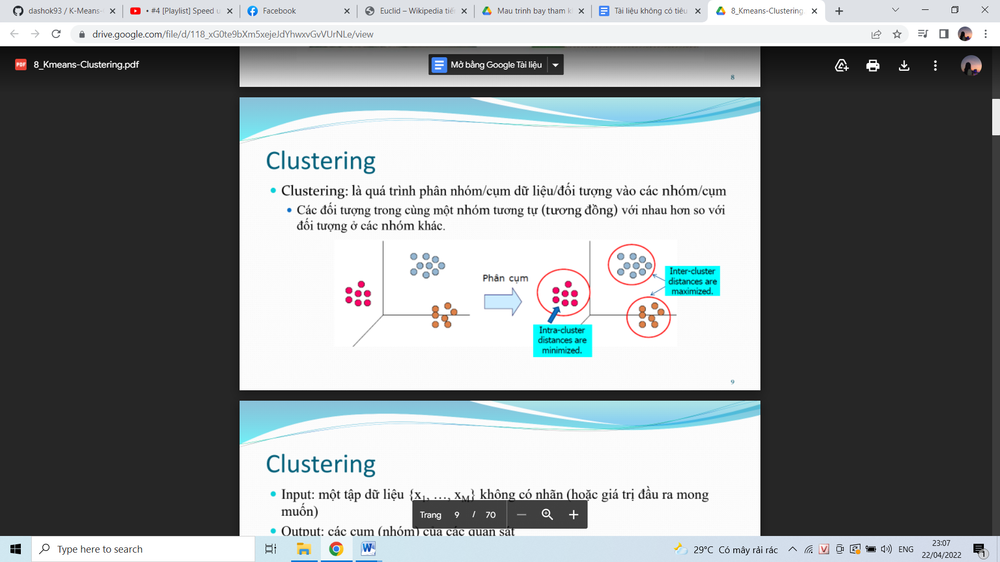 dashok93 / K-Means-
• #4 [Playlist] Speed u
Facebook
Euclid – Wikipedia tiế
Mau trinh bay tham k
Tài liệu không có tiêu
8_Kmeans-Clustering.
drive.google.com/file/d/118_xG0te9bXm5xejeJdYhwxvGvVUrNLe/view
PDF
8_Kmeans-Clustering.pdf
Mở bằng Google Tài liệu
8
Clustering
Clustering: là quá trình phân nhóm/cụm dữ liệu/đối tượng vào các nhóm/cụm
Các đối tượng trong cùng một nhóm tương tự (tương đồng) với nhau hơn so với
đối tượng ở các nhóm khác.
Phân cụm
Inter-cluster
distances are
maximized.
Intra-cluster
distances are
minimized.
9
Clustering
Input: một tập dữ liệu {x1, …, xM} không có nhãn (hoặc giá trị đầu ra mong
muốn)
Output: các cụm (nhóm) của các quan sát
Trang 9 / 70
Type here to search
29°C Có mây rải rác
ENG
23:07
22/04/2022
1